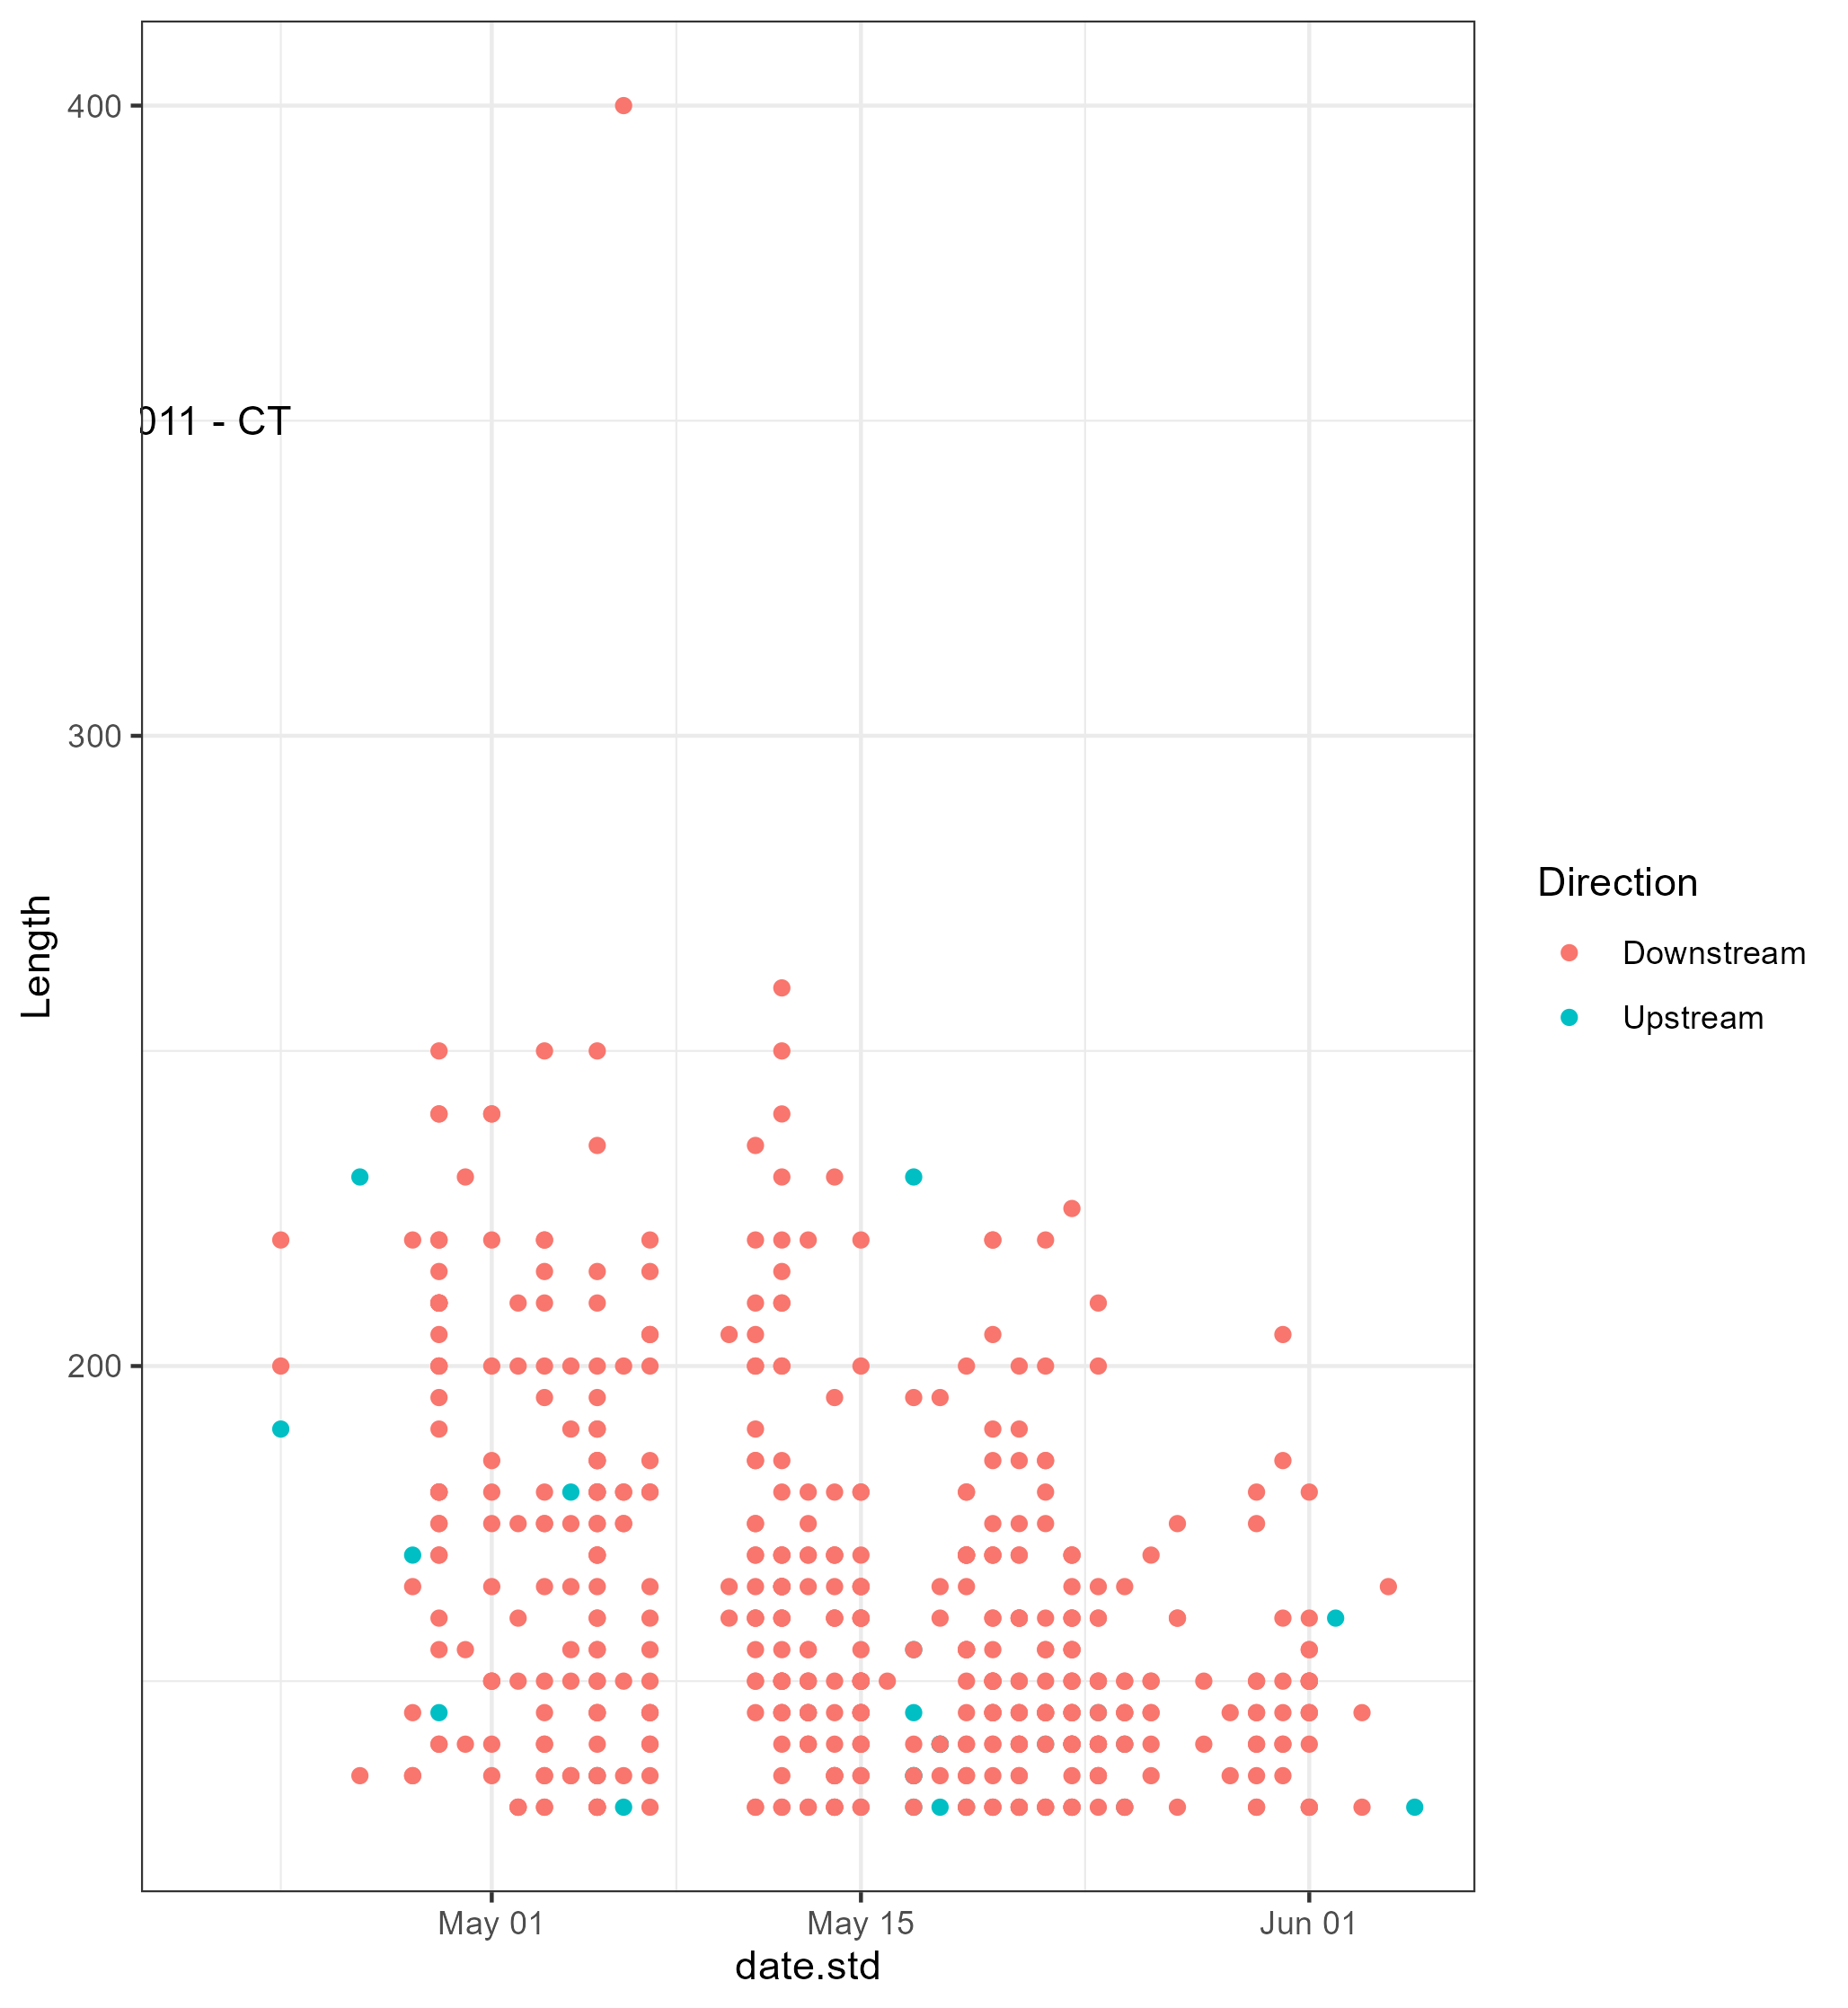 400
011 - CT
300
Length
Direction
Downstream
Upstream
200
May 01
May 15
Jun 01
date.std